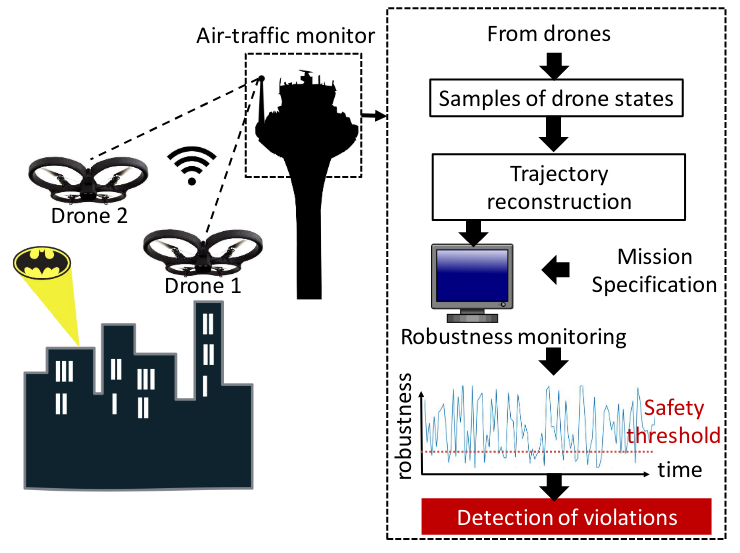 Air-traffic monitor
Drone 2
Drone 1
From drones
Samples of drone states
Trajectory
reconstruction
Mission
Specification
Robustness monitoring
robustness
Safety
threshold
time
Detection of violations